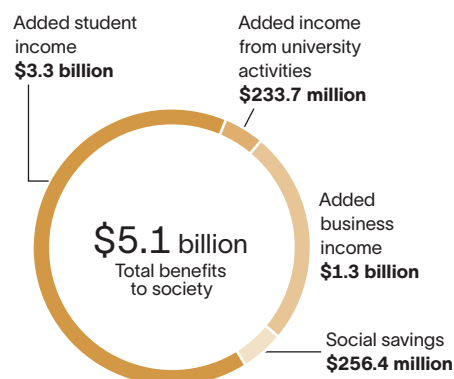 Added student
income
$3.3 billion
Added income
from university
activities
$233.7 million
$5.1 billion
Total benefits
to society
Added
business
income
$1.3 billion
Social savings
$256.4 million